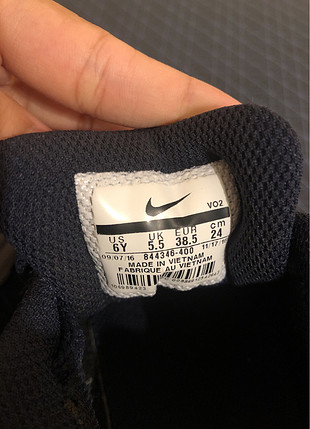 VO2
US UK EUR cm
6Y 5.5 38.5 24
09/07/16 844346-400
MADE IN VIETNAM
FABRIQUE AU VIETNAM